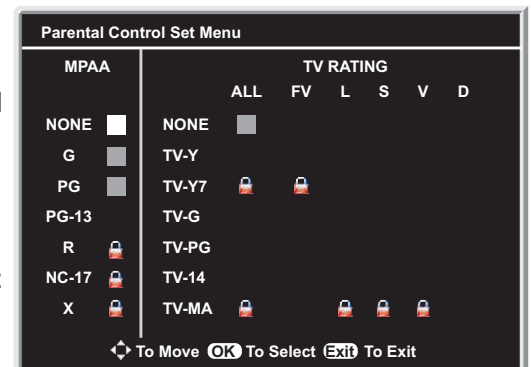 Parental Control Set Menu
MPAA TV RATING
ALL FV L S V D
NONE NONE
G TV-Y
PG TV-Y7
PG-13 TV-G
R TV-PG
NC-17 TV-14
X TV-MA
To Move OK To Select Exit To Exit